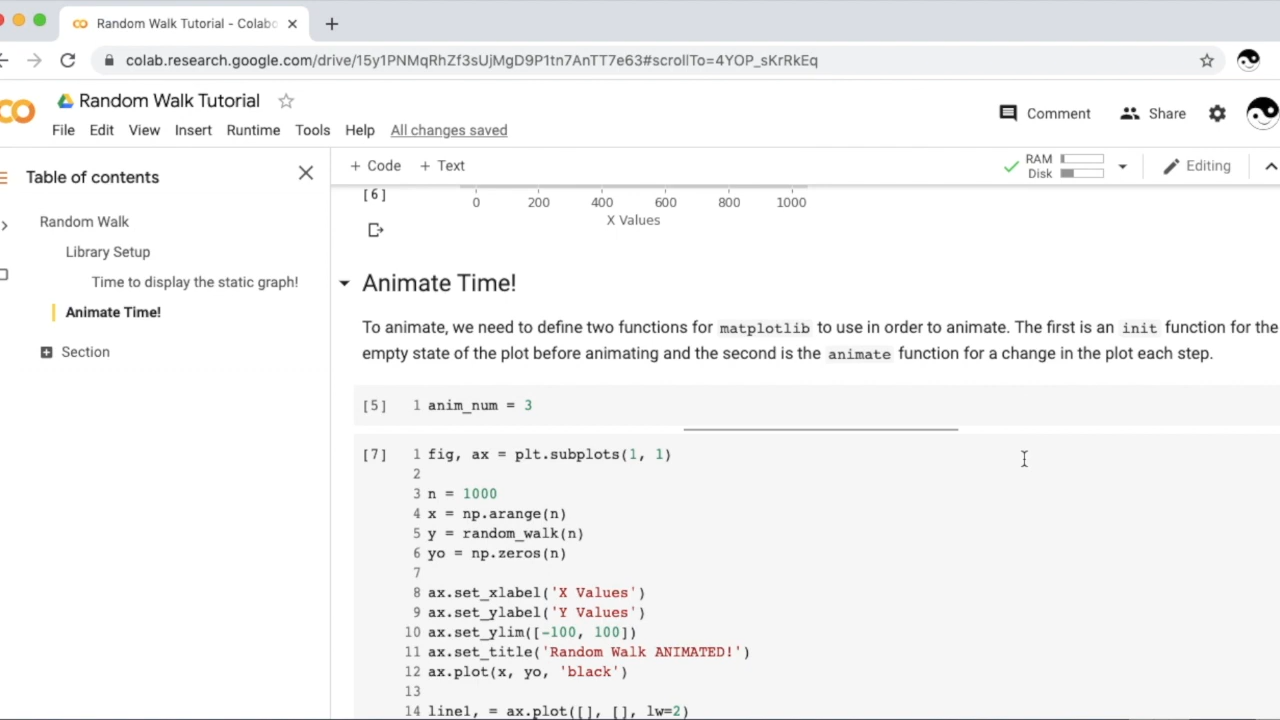 Random Walk Tutorial - Colabo
colab.research.google.com/drive/15y1PNMqRhZf3sUjMgD9P1tn7AnTT7e63#scrollTo=4YOP_sKrRkEq
Random Walk Tutorial
Comment
Share
File Edit View Insert Runtime Tools Help All changes saved
Table of contents
Random Walk
Library Setup
Time to display the static graph!
Animate Time!
Section
+ Code + Text
RAM
Disk
Editing
[6]
0 200 400 600 800 1000
X Values
Animate Time!
To animate, we need to define two functions for matplotlib to use in order to animate. The first is an init function for the
empty state of the plot before animating and the second is the animate function for a change in the plot each step.
[5] 1 anim_num = 3
[7] 1 fig, ax = plt.subplots(1, 1)
2
3 n = 1000
4 x = np.arange(n)
5 y = random_walk(n)
6 yo = np.zeros(n)
7
8 ax.set_xlabel('X Values')
9 ax.set_ylabel('Y Values')
10 ax.set_ylim([-100, 100])
11 ax.set_title('Random Walk ANIMATED!')
12 ax.plot(x, yo, 'black')
13
14 line1, = ax.plot([], [], lw=2)